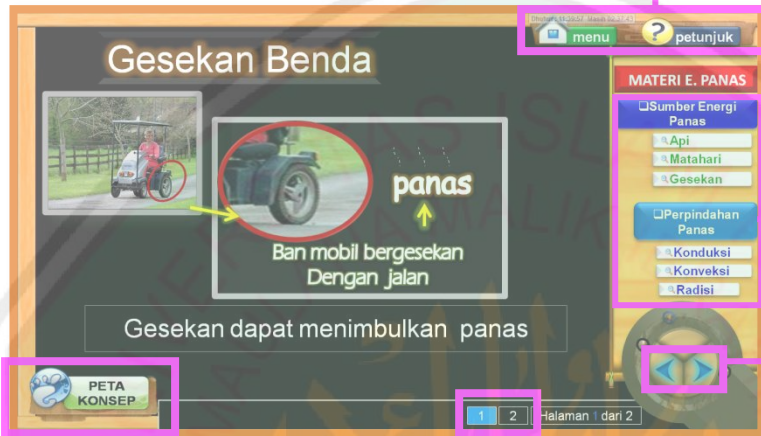 menu
petunjuk
Gesekan Benda
MATERI E. PANAS
❑Sumber Energi
Panas
Api
Matahari
Gesekan
❑Perpindahan
Panas
Konduksi
Konveksi
Radisi
panas
Ban mobil bergesekan
Dengan jalan
Gesekan dapat menimbulkan panas
PETA
KONSEP
1 2 Halaman 1 dari 2